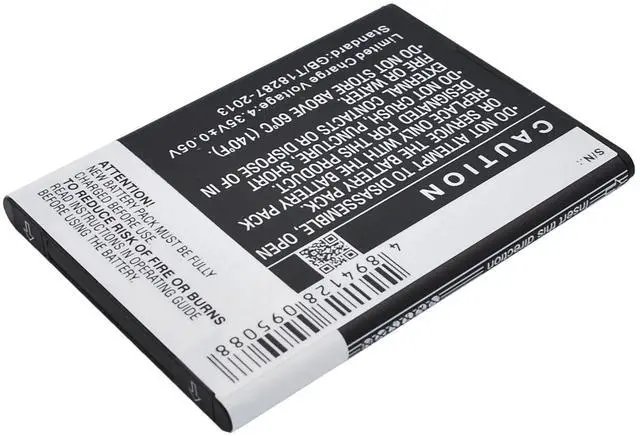 CAUTION
•DO NOT ATTEMPT TO DISASSEMBLE, OPEN
OR SERVICE THE BATTERY PACK
•REPLACE ONLY WITH THE BATTERY PACK
DESIGNATED FOR THIS PRODUCT.
•DO NOT CRUSH, PUNCTURE, SHORT
EXTERNAL CONTACTS OR DISPOSE OF IN
FIRE OR WATER.
•DO NOT STORE ABOVE 60℃ (140℉).
Limited Charge Voltage:4.35V±0.05V
Standard:GB/T18287-2013
S/N.:
ATTENTION:
NEW BATTERY PACK MUST BE FULLY
CHARGED BEFORE USE.
TO REDUCE RISK OF FIRE OR BURNS
READ INSTRUCTIONS IN OPERATING GUIDE
BEFORE USING THE BATTERY.
4 894128 095088
Insert this direction